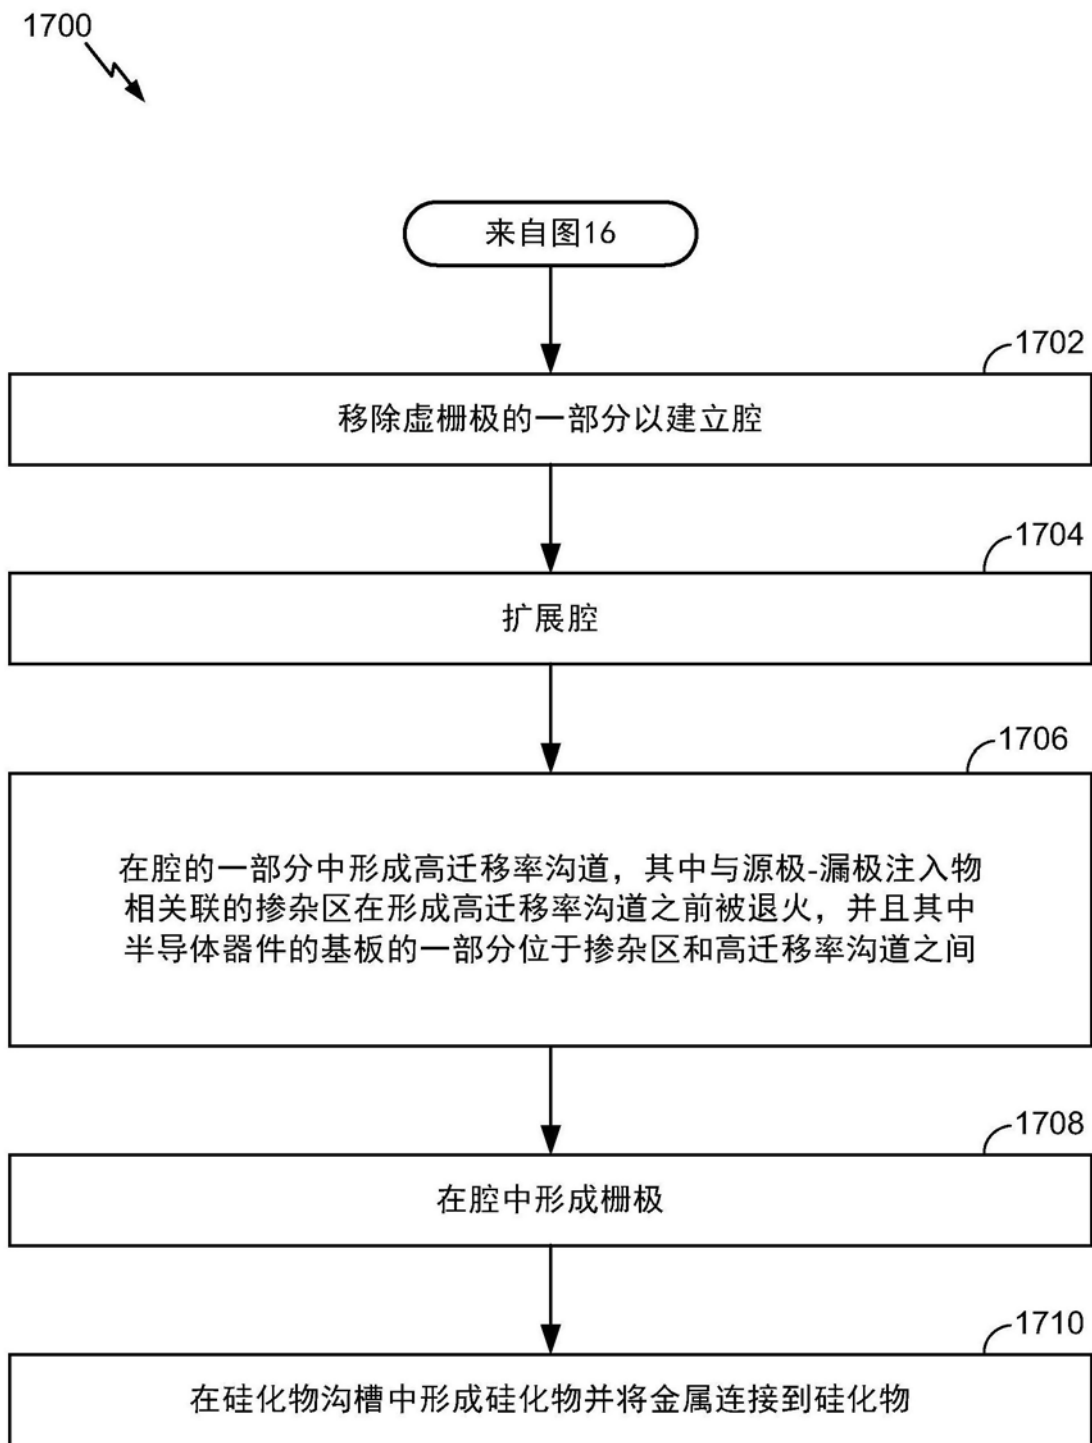 1700
来自图16
1702
移除虚栅极的一部分以建立腔
1704
扩展腔
1706
在腔的一部分中形成高迁移率沟道，其中与源极-漏极注入物
相关联的掺杂区在形成高迁移率沟道之前被退火，并且其中
半导体器件的基板的一部分位于掺杂区和高迁移率沟道之间
1708
在腔中形成栅极
1710
在硅化物沟槽中形成硅化物并将金属连接到硅化物